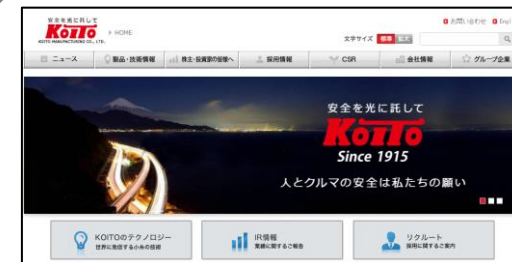 安全を光に託して
KOITO
KOITO MANUFACTURING CO., LTD.
HOME
お問い合わせ
文字サイズ 標準 拡大
ニュース
製品・技術情報
株主・投資家の皆様へ
採用情報
CSR
会社情報
グループ企業
安全を光に託して
KOITO
Since 1915
人とクルマの安全は私たちの願い
KOITOのテクノロジー
世界に発信する小糸の技術
IR情報
業績に関するご報告
リクルート
採用に関するご案内